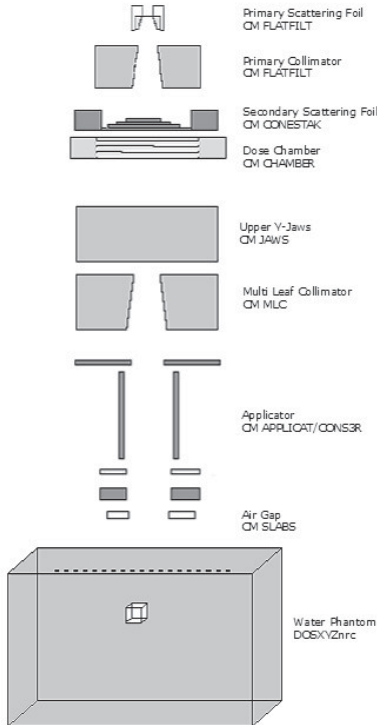 Primary Scattering Foil
CM FLATFILT
Primary Collimator
CM FLATFILT
Secondary Scattering Foil
CM CONESTAK
Dose Chamber
CM CHAMBER
Upper Y-Jaws
CM JAWS
Multi Leaf Collimator
CM MLC
Applicator
CM APPLICAT/CONS3R
Air Gap
CM SLABS
Water Phantom
DOSXYZnrc